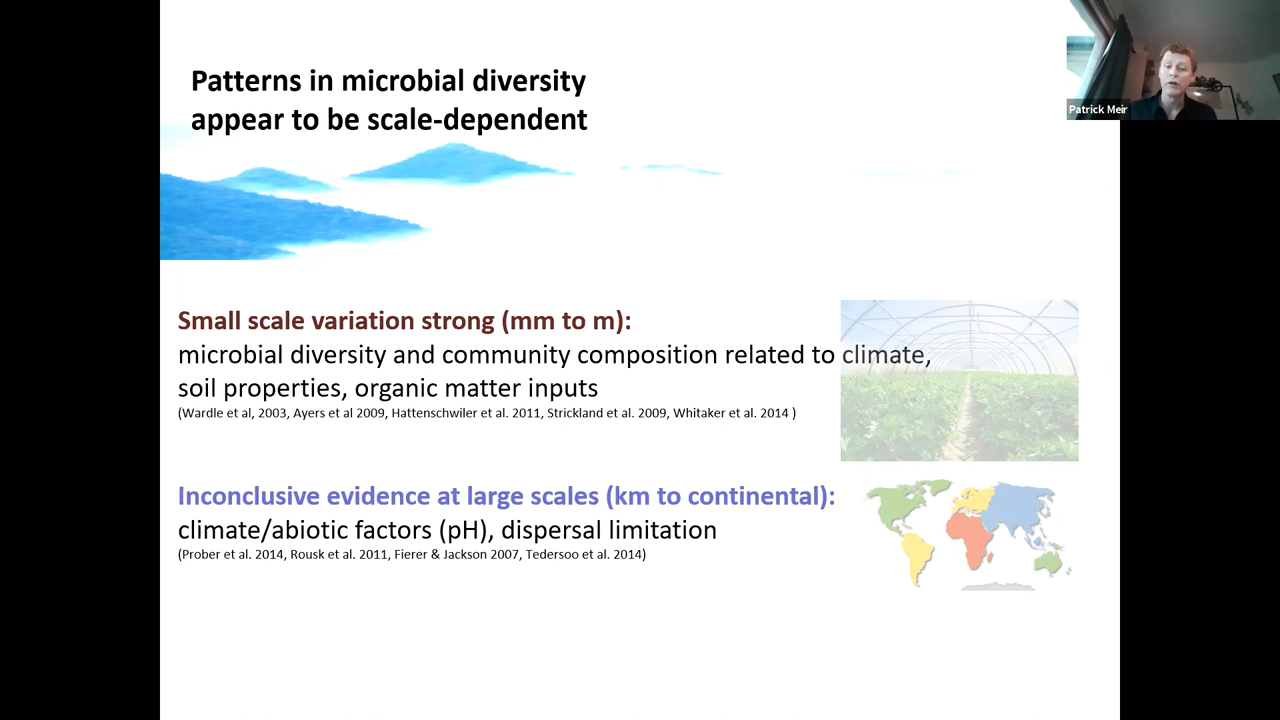 Patterns in microbial diversity
appear to be scale-dependent
Patrick Meir
Small scale variation strong (mm to m):
microbial diversity and community composition related to climate,
soil properties, organic matter inputs
(Wardle et al, 2003, Ayers et al 2009, Hattenschwiler et al. 2011, Strickland et al. 2009, Whitaker et al. 2014 )
Inconclusive evidence at large scales (km to continental):
climate/abiotic factors (pH), dispersal limitation
(Prober et al. 2014, Rousk et al. 2011, Fierer & Jackson 2007, Tedersoo et al. 2014)